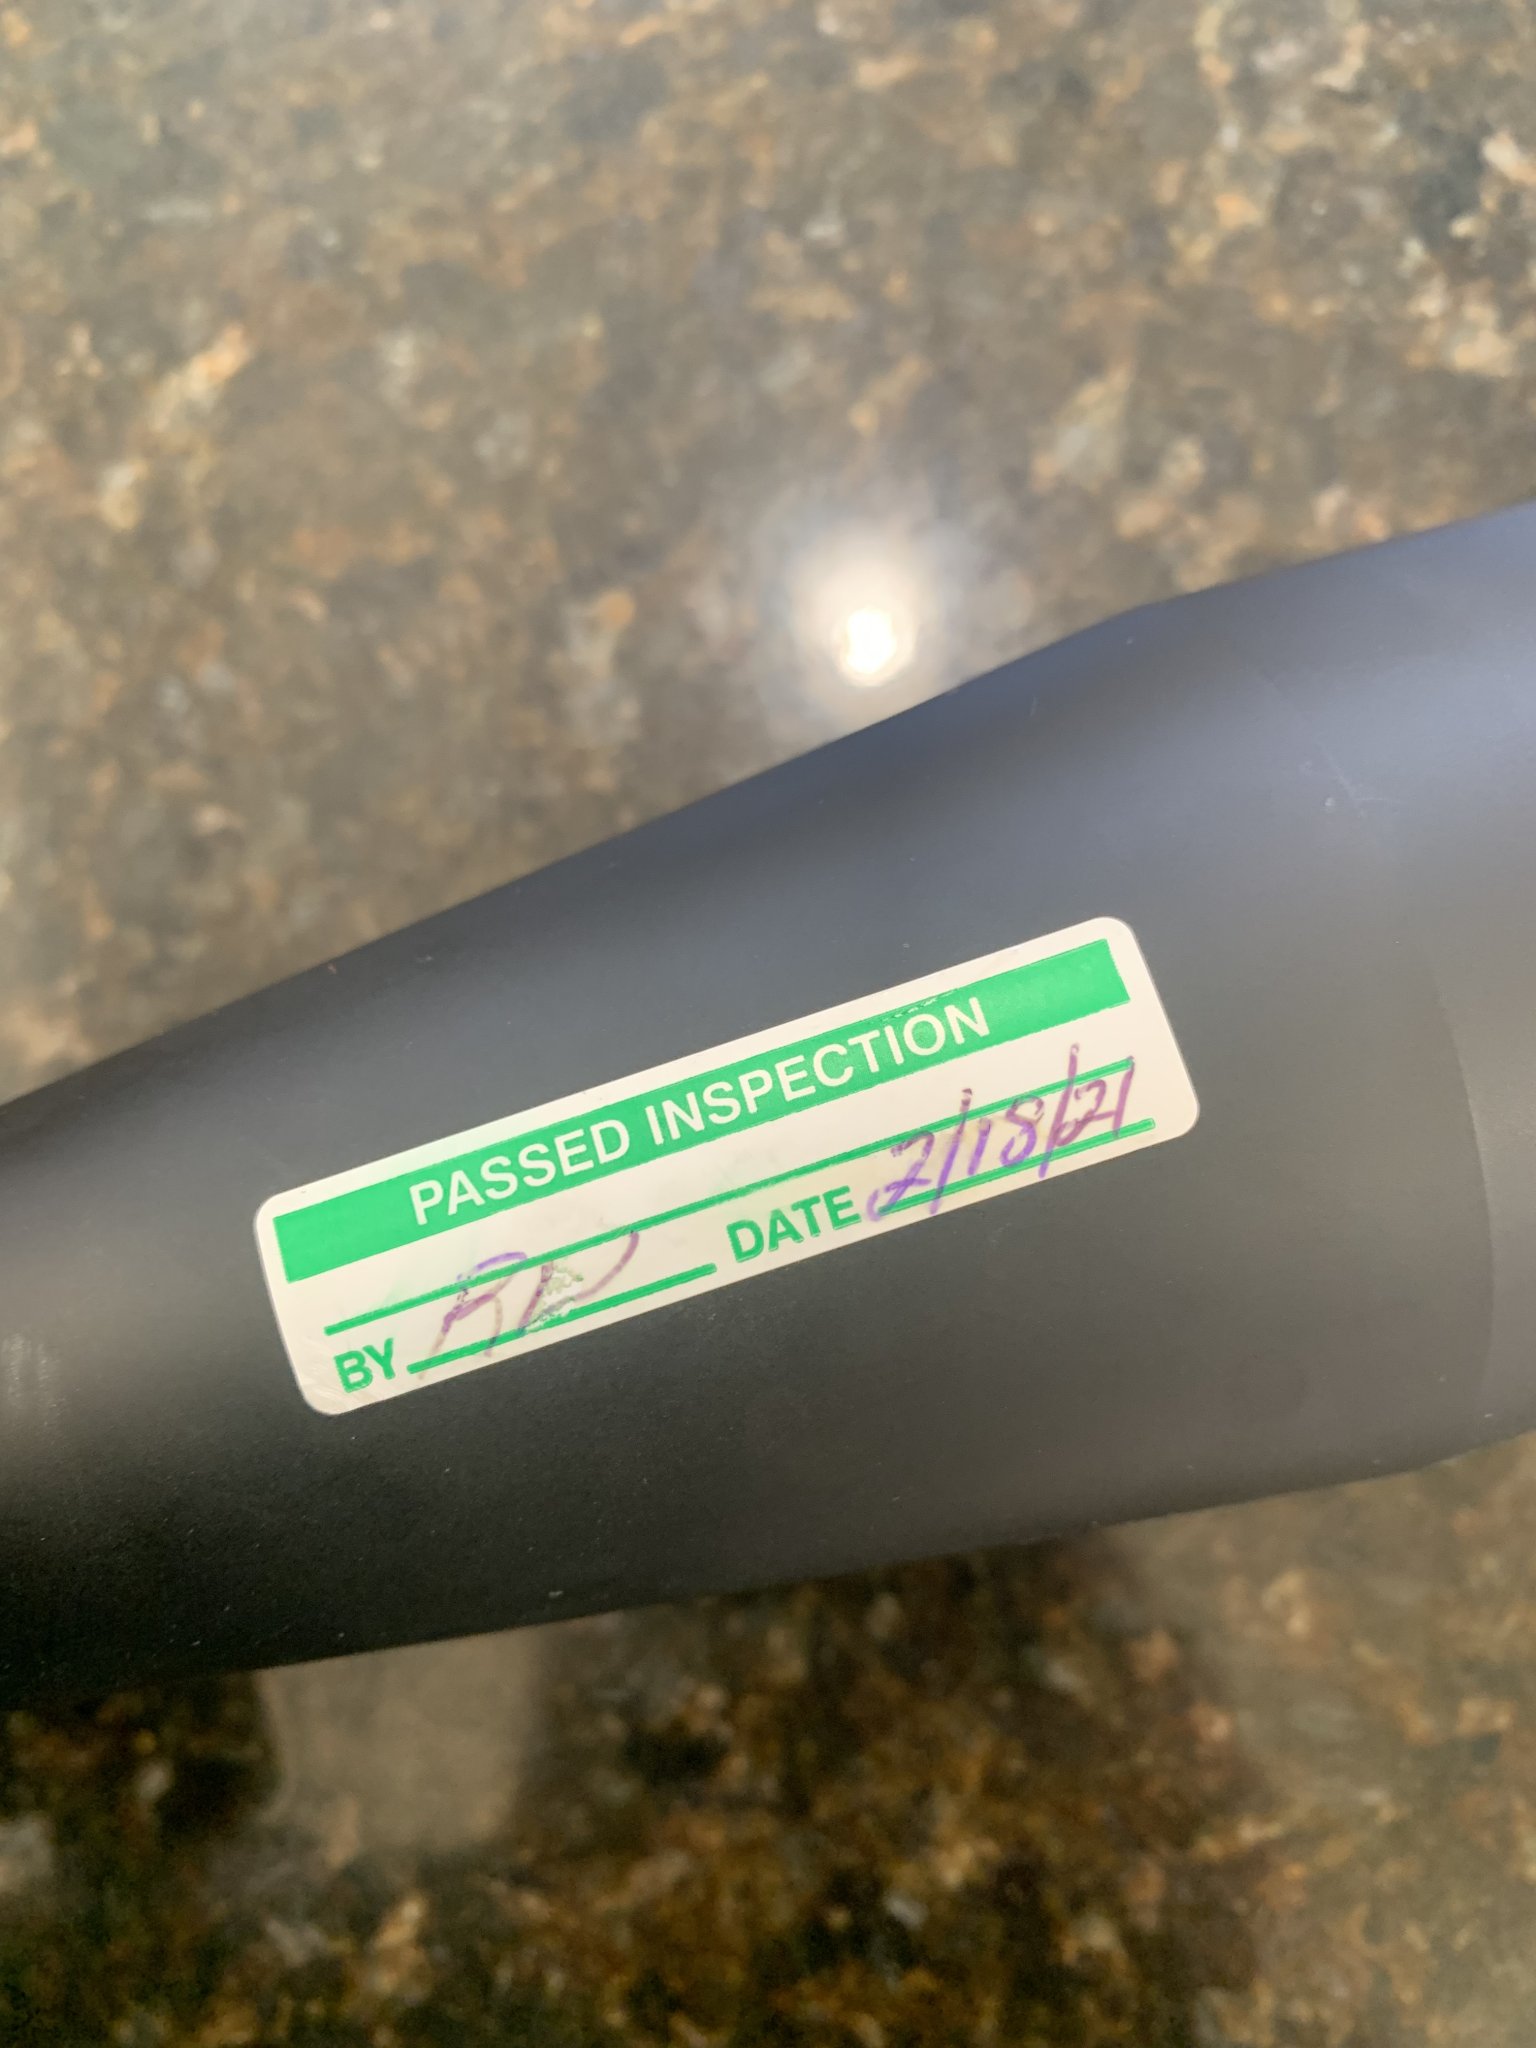 PASSED INSPECTION
BY DATE 2/18/21